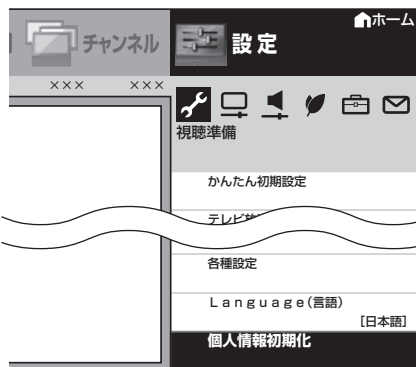 ホーム
チャンネル
設定
××× ×××
視聴準備
かんたん初期設定
各種設定
Language(言語)
[日本語]
個人情報初期化